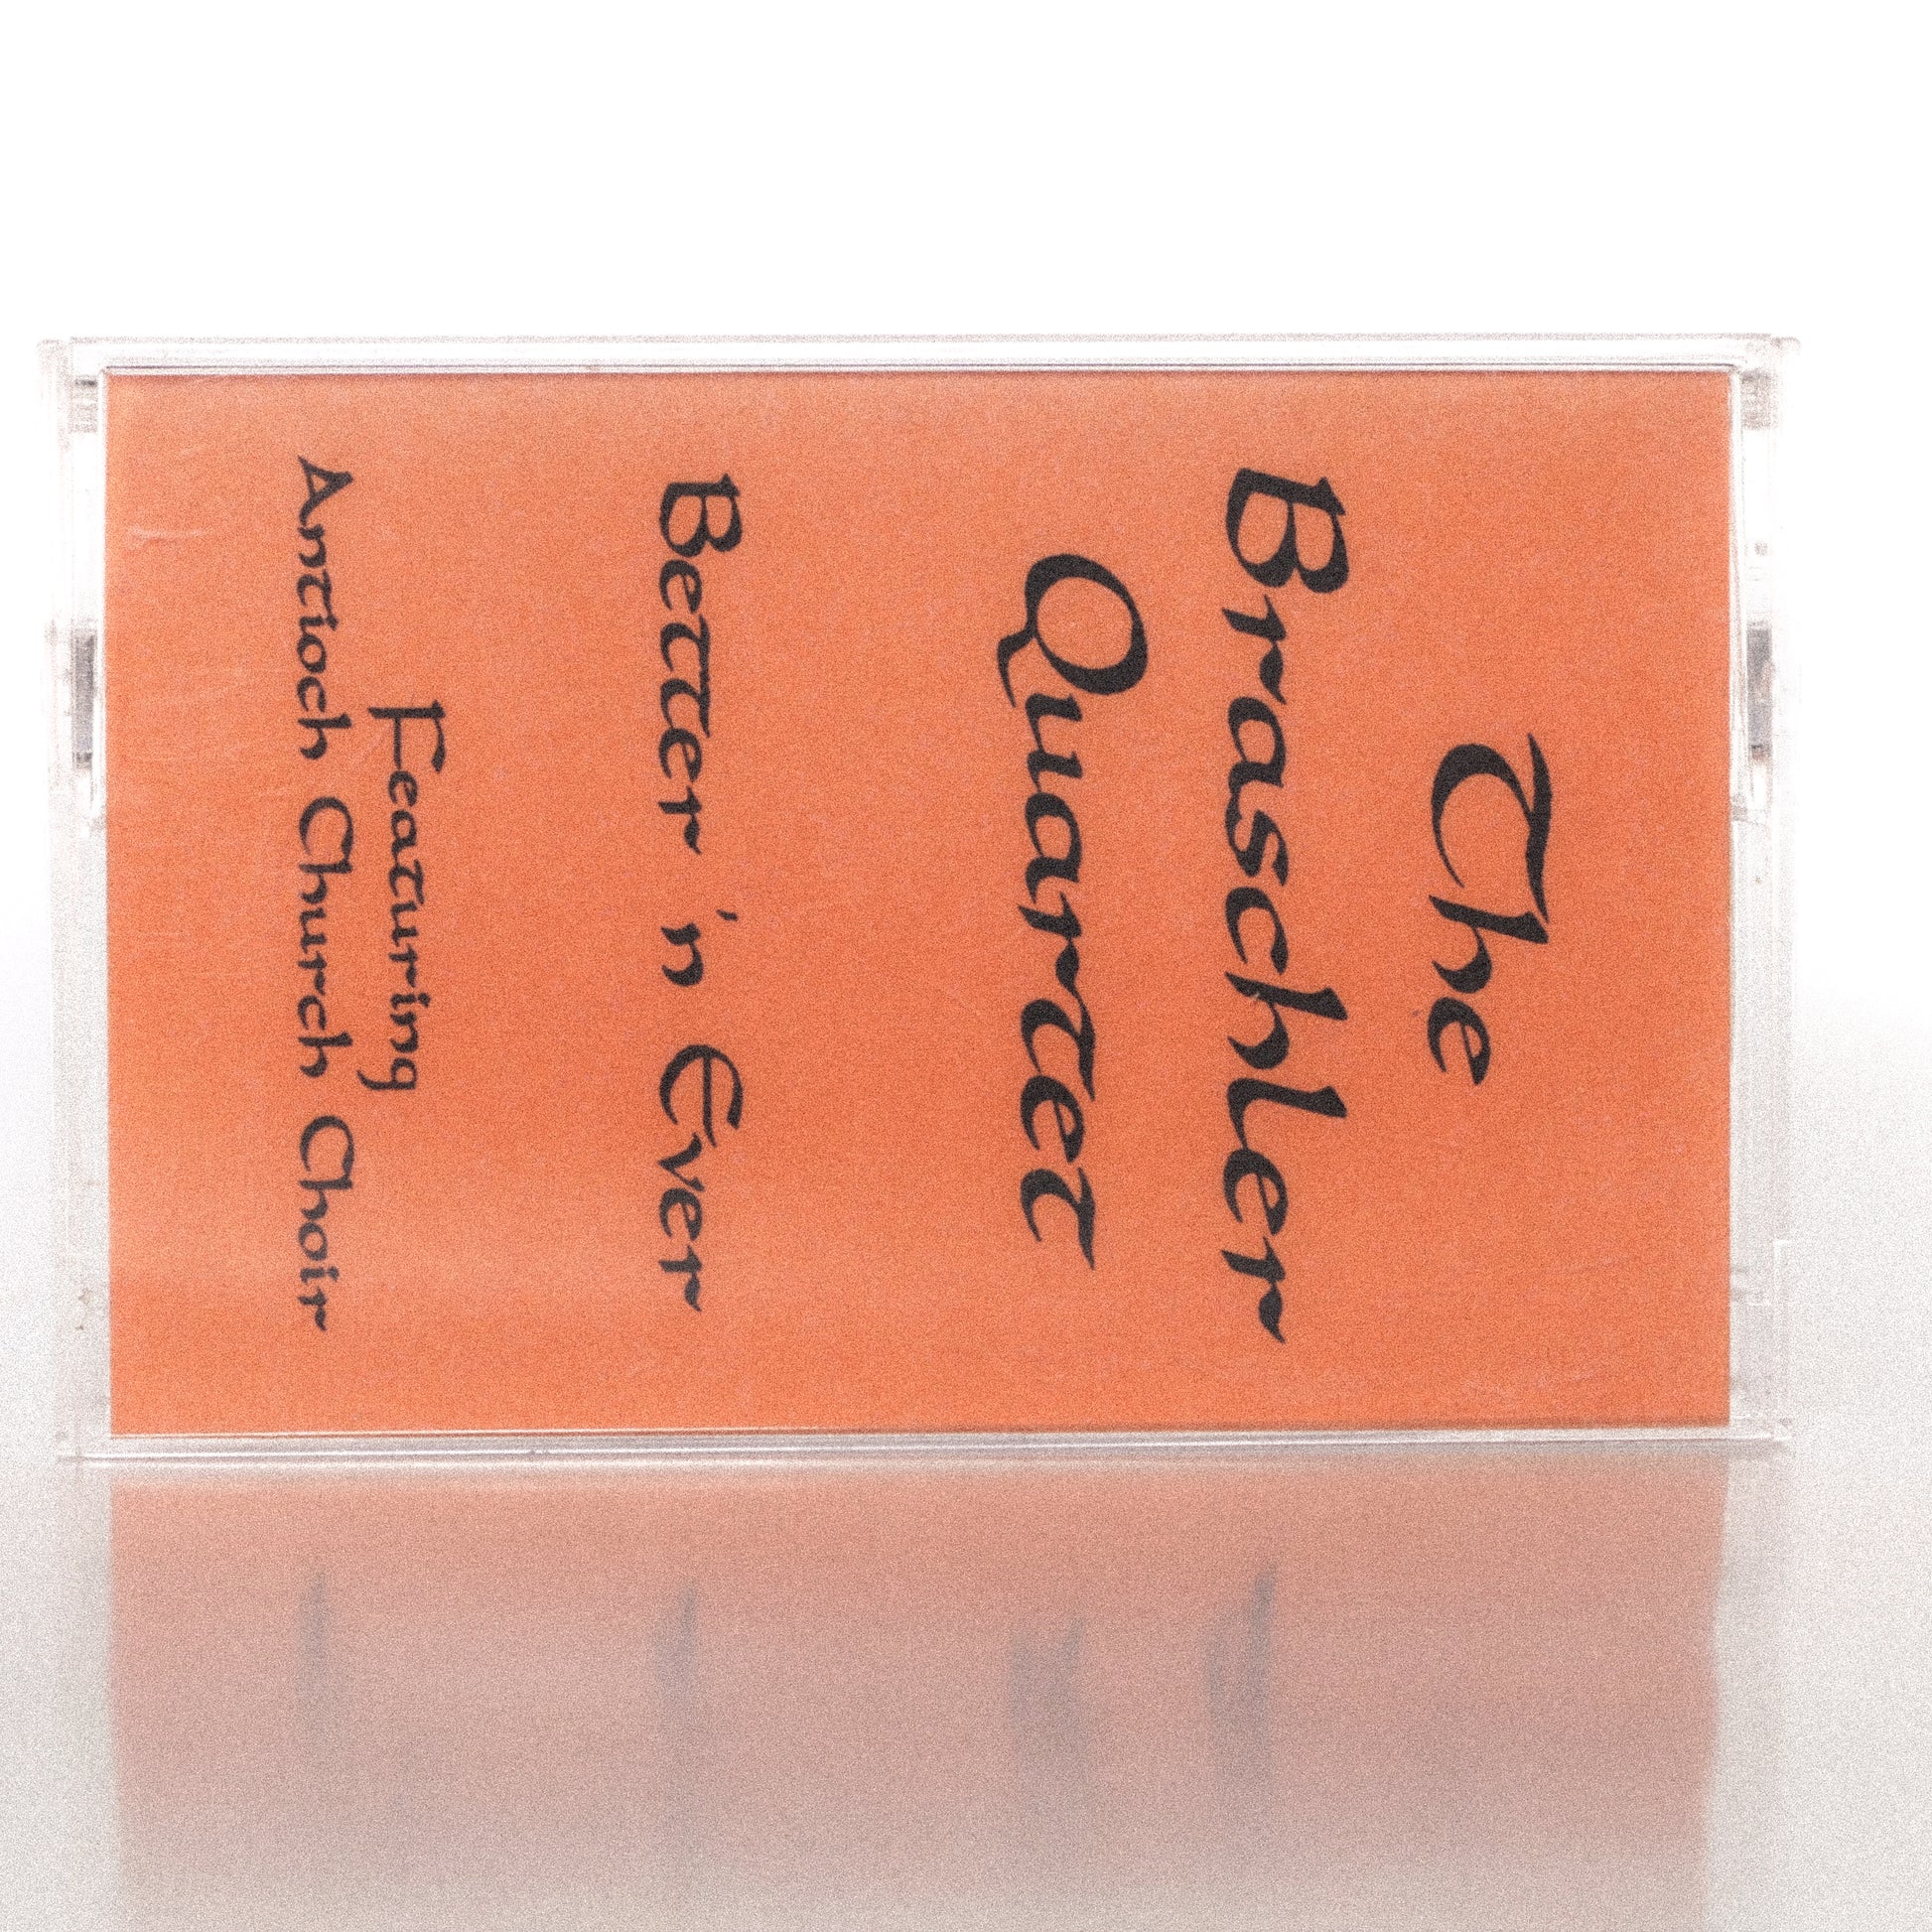 The
Braschler
Quartet
Better 'n Ever
Featuring
Antioch Church Choir